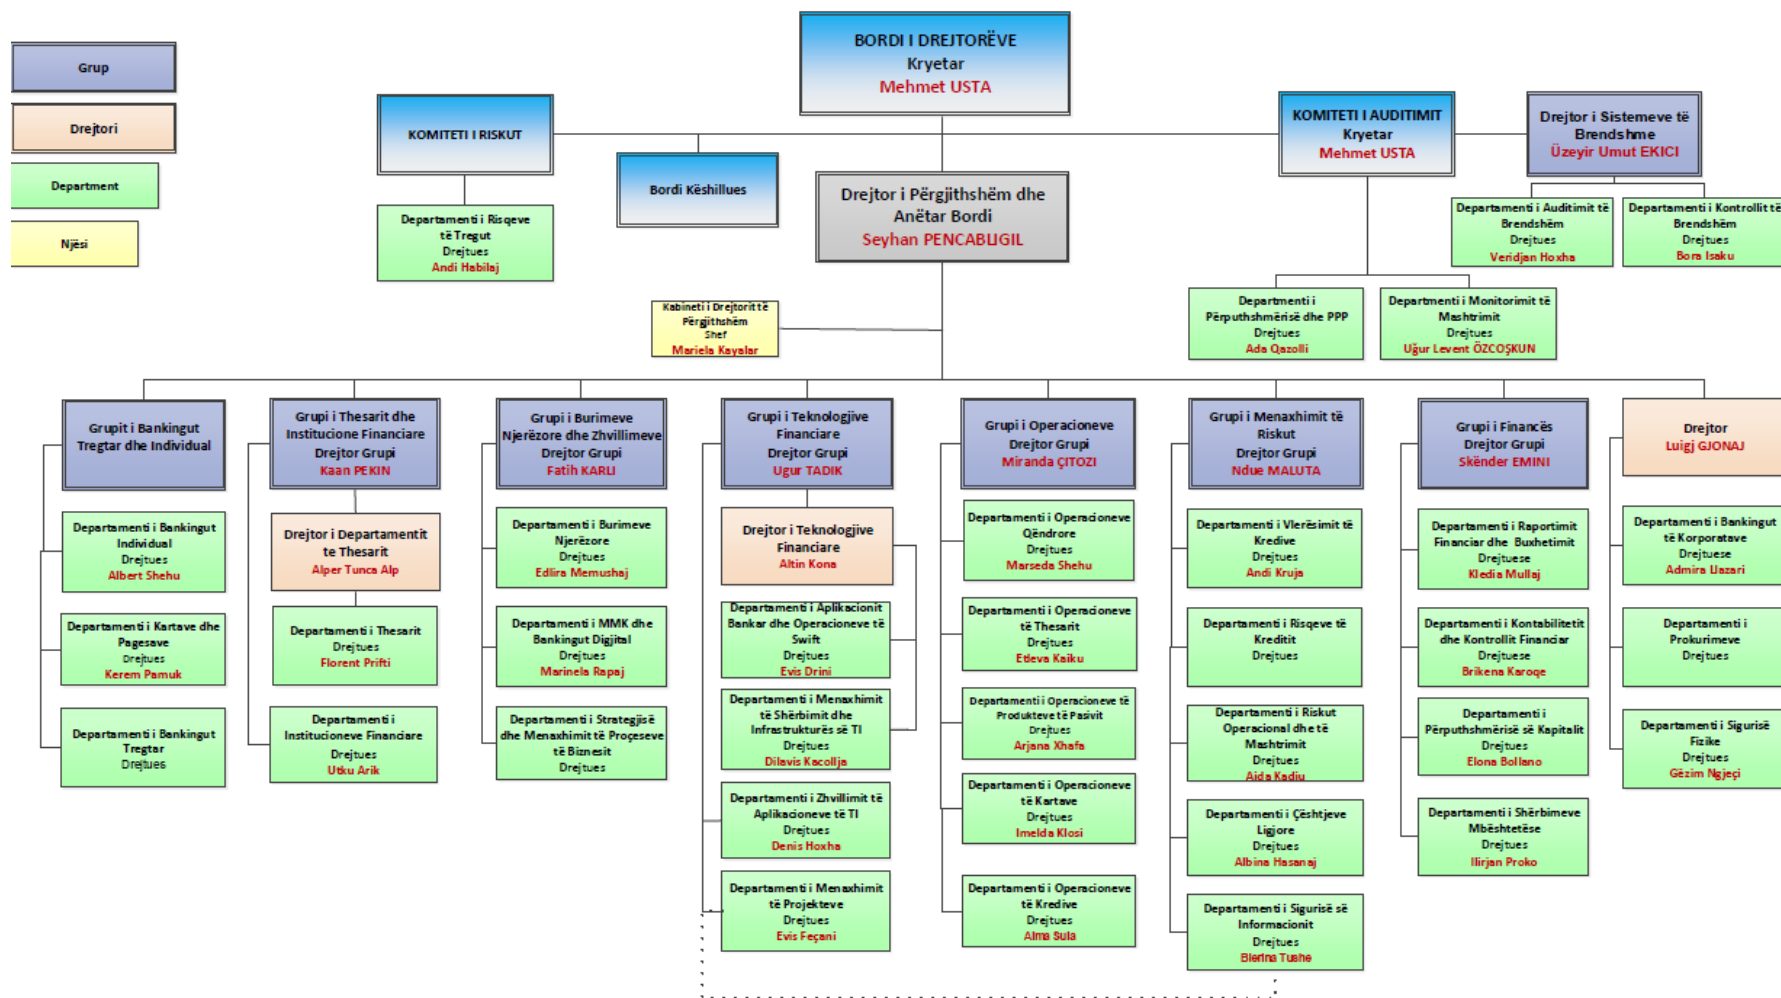 BORDI I DREJTORËVE
Kryetar
Mehmet USTA
Grup
Drejtori
Department
Njësi
KOMITETI I RISKUT
Bordi Këshillues
KOMITETI I AUDITIMIT
Kryetar
Mehmet USTA
Drejtor i Sistemeve të
Brendshme
Üzeyir Umut EKICI
Drejtor i Përgjithshëm dhe
Anëtar Bordi
Seyhan PENCABLIGIL
Departamenti i Risqeve
të Tregut
Drejtues
Andi Habilaj
Departamenti i Auditimit të
Brendshëm
Drejtues
Veridjan Hoxha
Departamenti i Kontrollit të
Brendshëm
Drejtues
Bora Isaku
Departmenti i
Përputhshmërisë dhe PPP
Drejtues
Ada Qazolli
Departmenti i Monitorimit të
Mashtrimit
Drejtues
Uğur Levent ÖZCOŞKUN
Kabineti i Drejtorit të
Përgjithshëm
Shef
Mariela Kayalar
Grupit i Bankingut
Tregtar dhe Individual
Departamenti i Bankingut
Individual
Drejtues
Albert Shehu
Departamenti i Kartave dhe
Pagesave
Drejtues
Kerem Pamuk
Departamenti i Bankingut
Tregtar
Drejtues
Grupi i Thesarit dhe
Institucione Financiare
Drejtor Grupi
Kaan PEKIN
Drejtor i Departamentit
te Thesarit
Alper Tunca Alp
Departamenti i Thesarit
Drejtues
Florent Prifti
Departamenti i
Institucioneve Financiare
Drejtues
Utku Arik
Grupi i Burimeve
Njerëzore dhe Zhvillimeve
Drejtor Grupi
Fatih KARLI
Departamenti i Burimeve
Njerëzore
Drejtues
Edlira Memushaj
Departamenti i MMK dhe
Bankingut Digjital
Drejtues
Marinela Rapaj
Departamenti i Strategjisë
dhe Menaxhimit të Proçeseve
të Biznesit
Drejtues
Grupi i Teknologjive
Financiare
Drejtor Grupi
Ugur TADIK
Drejtor i Teknologjive
Financiare
Altin Kona
Departamenti i Aplikacionit
Bankar dhe Operacioneve të
Swift
Drejtues
Evis Drini
Departamenti i Menaxhimit
të Shërbimit dhe
Infrastrukturës së TI
Drejtues
Dilavis Kacollja
Departamenti i Zhvillimit të
Aplikacioneve të TI
Drejtues
Denis Hoxha
Departamenti i Menaxhimit
të Projekteve
Drejtues
Evis Feçani
Grupi i Operacioneve
Drejtor Grupi
Miranda ÇITOZI
Departamenti i Operacioneve
Qëndrore
Drejtues
Marseda Shehu
Departamenti i Operacioneve
të Thesarit
Drejtues
Etleva Kaiku
Departamenti i Operacioneve të
Produkteve të Pasivit
Drejtues
Arjana Xhafa
Departamenti i Operacioneve
të Kartave
Drejtues
Imelda Klosi
Departamenti i Operacioneve
të Kredive
Drejtues
Alma Sula
Grupi i Menaxhimit të
Riskut
Drejtor Grupi
Ndue MALUTA
Departamenti i Vlerësimit të
Kredive
Drejtues
Andi Kruja
Departamenti i Risqeve të
Kreditit
Drejtues
Departamenti i Riskut
Operacional dhe të
Mashtrimit
Drejtues
Aida Kadiu
Departamenti i Çështjeve
Ligjore
Drejtues
Albina Hasanaj
Departamenti i Sigurisë së
Informacionit
Drejtues
Blerina Tushe
Grupi i Financës
Drejtor Grupi
Skënder EMINI
Departamenti i Raportimit
Financiar dhe Buxhetimit
Drejtuese
Kledia Mullaj
Departamenti i Kontabilitetit
dhe Kontrollit Financiar
Drejtuese
Brikena Karoqe
Departamenti i
Përputhshmërisë së Kapitalit
Drejtues
Elona Bollano
Departamenti i Shërbimeve
Mbështetëse
Drejtues
Ilirjan Proko
Drejtor
Luigj GJONAJ
Departamenti i Bankingut
të Korporatave
Drejtuese
Admira Llazari
Departamenti i
Prokurimeve
Drejtues
Departamenti i Sigurisë
Fizike
Drejtues
Gëzim Ngjeçi